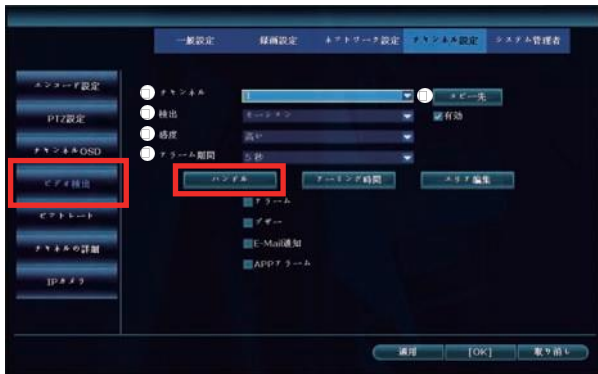 一般設定 録画設定 ネットワーク設定 チャンネル設定 システム管理者
エンコード設定
PTZ設定
チャンネルOSD
ビデオ検出
ビットレート
チャネルの詳細
IPカメラ
チャンネル 1 コピー先
検出 モーション 有効
感度 高い
アラーム期間 5 秒
ハンドル アーミング時間 エリア編集
アラーム
ブザー
E-Mail通知
APPアラーム
適用 [OK] 取り消し